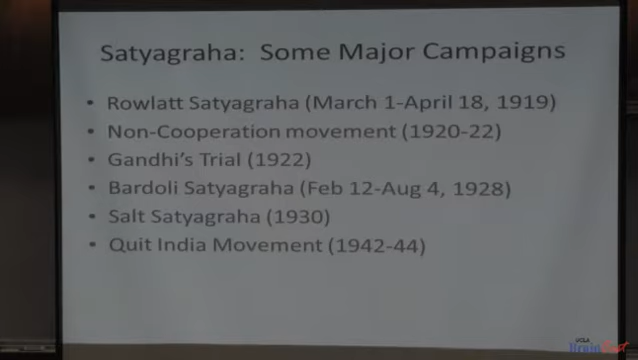 Satyagraha: Some Major Campaigns
• Rowlatt Satyagraha (March 1-April 18, 1919)
• Non-Cooperation movement (1920-22)
• Gandhi's Trial (1922)
• Bardoli Satyagraha (Feb 12-Aug 4, 1928)
• Salt Satyagraha (1930)
• Quit India Movement (1942-44)
UCLA